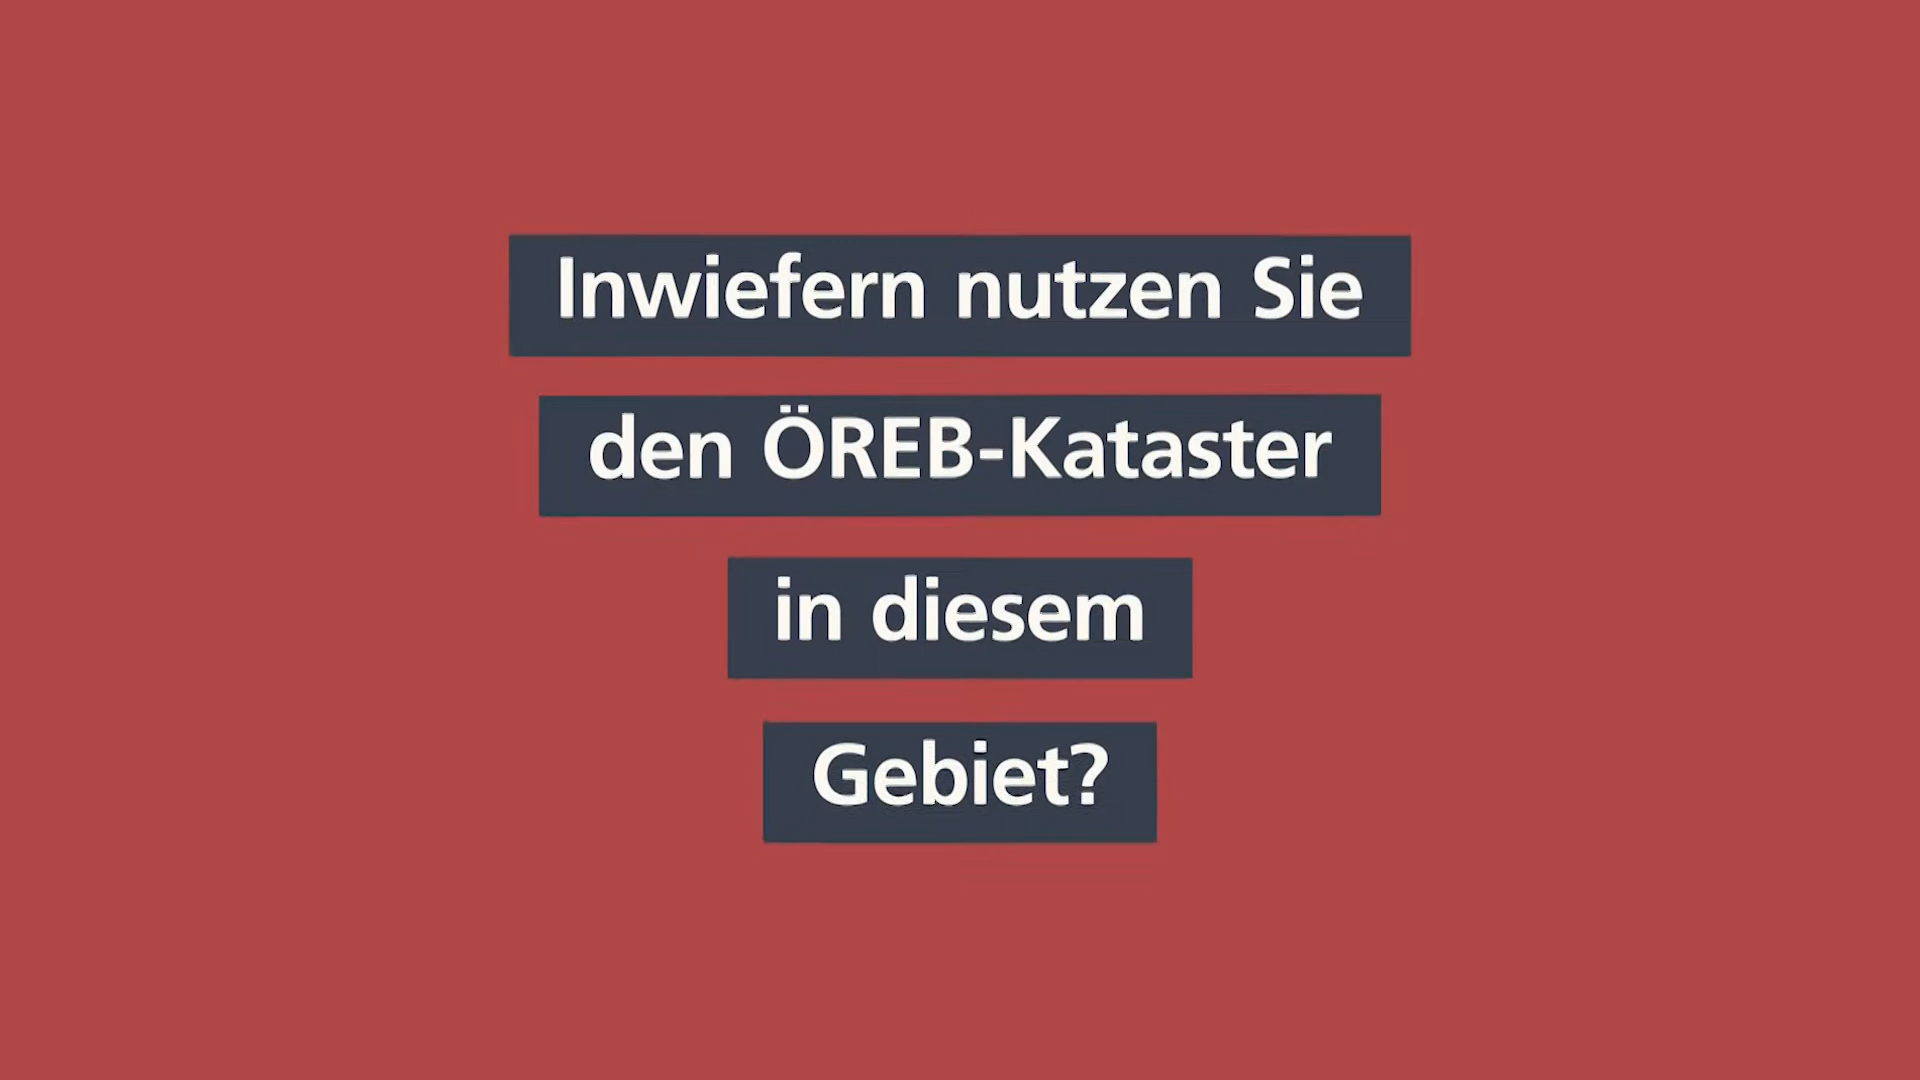 Inwiefern nutzen Sie
den ÖREB-Kataster
in diesem
Gebiet?